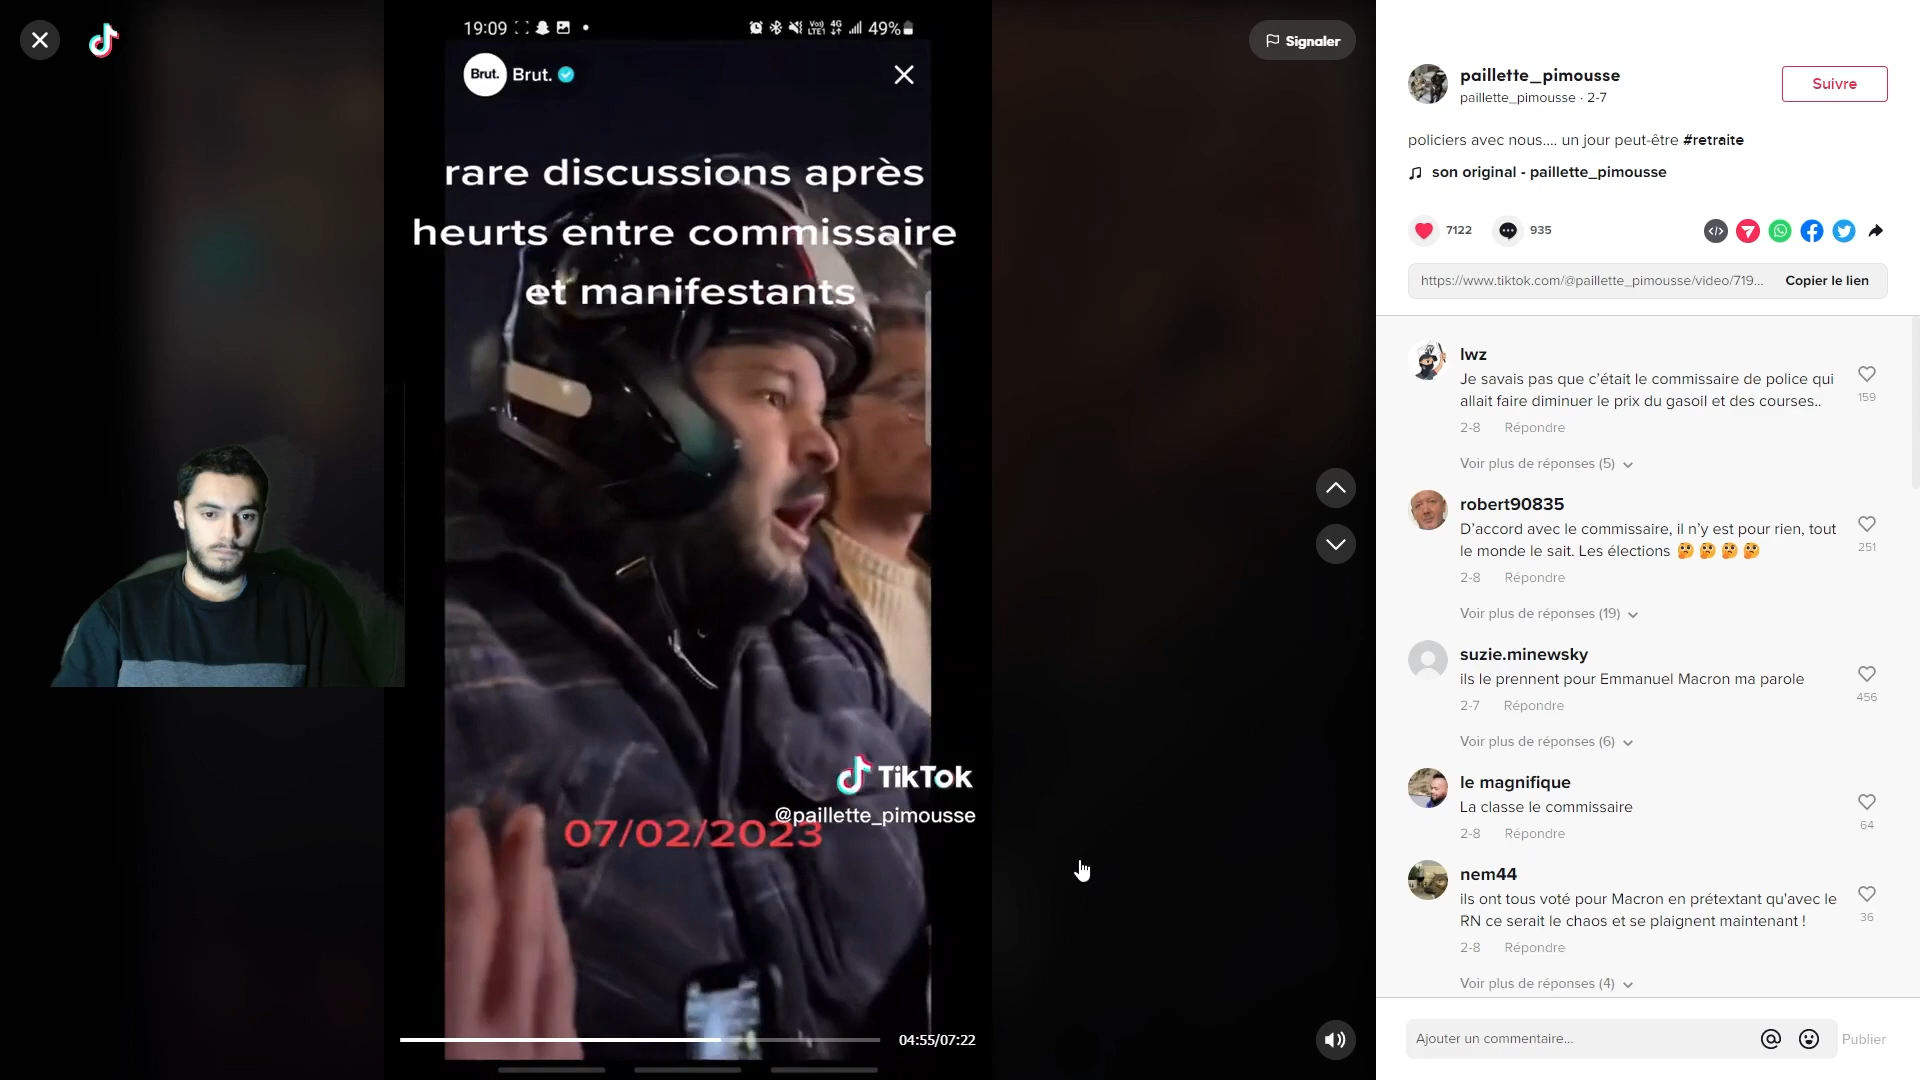 19:09
49%
Brut. Brut.
rare discussions après
heurts entre commissaire
et manifestants
TikTok
@paillette_pimousse
07/02/2023
04:55/07:22
Signaler
paillette_pimousse
paillette_pimousse · 2-7
Suivre
policiers avec nous.... un jour peut-être #retraite
son original - paillette_pimousse
7122
935
https://www.tiktok.com/@paillette_pimousse/video/719...
Copier le lien
lwz
Je savais pas que c'était le commissaire de police qui
allait faire diminuer le prix du gasoil et des courses..
159
2-8 Répondre
Voir plus de réponses (5)
robert90835
D'accord avec le commissaire, il n'y est pour rien, tout
le monde le sait. Les élections 🤔 🤔 🤔 🤔
251
2-8 Répondre
Voir plus de réponses (19)
suzie.minewsky
ils le prennent pour Emmanuel Macron ma parole
456
2-7 Répondre
Voir plus de réponses (6)
le magnifique
La classe le commissaire
64
2-8 Répondre
nem44
ils ont tous voté pour Macron en prétextant qu'avec le
RN ce serait le chaos et se plaignent maintenant !
36
2-8 Répondre
Voir plus de réponses (4)
Ajouter un commentaire...
Publier